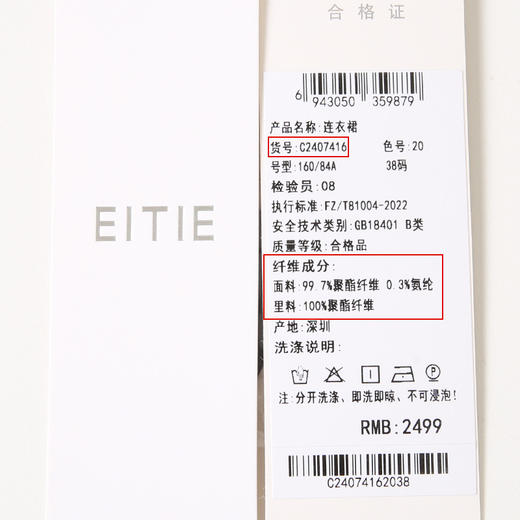 EITIE
合格证
6 943050 359879
产品名称:连衣裙
货号:C2407416 色号:20
号型:160/84A 38码
检验员:08
执行标准:FZ/T81004-2022
安全技术类别:GB18401 B类
质量等级:合格品
纤维成分:
面料:99.7%聚酯纤维 0.3%氨纶
里料:100%聚酯纤维
产地:深圳
洗涤说明:
注:分开洗涤、即洗即晾、不可浸泡!
RMB:2499
C24074162038